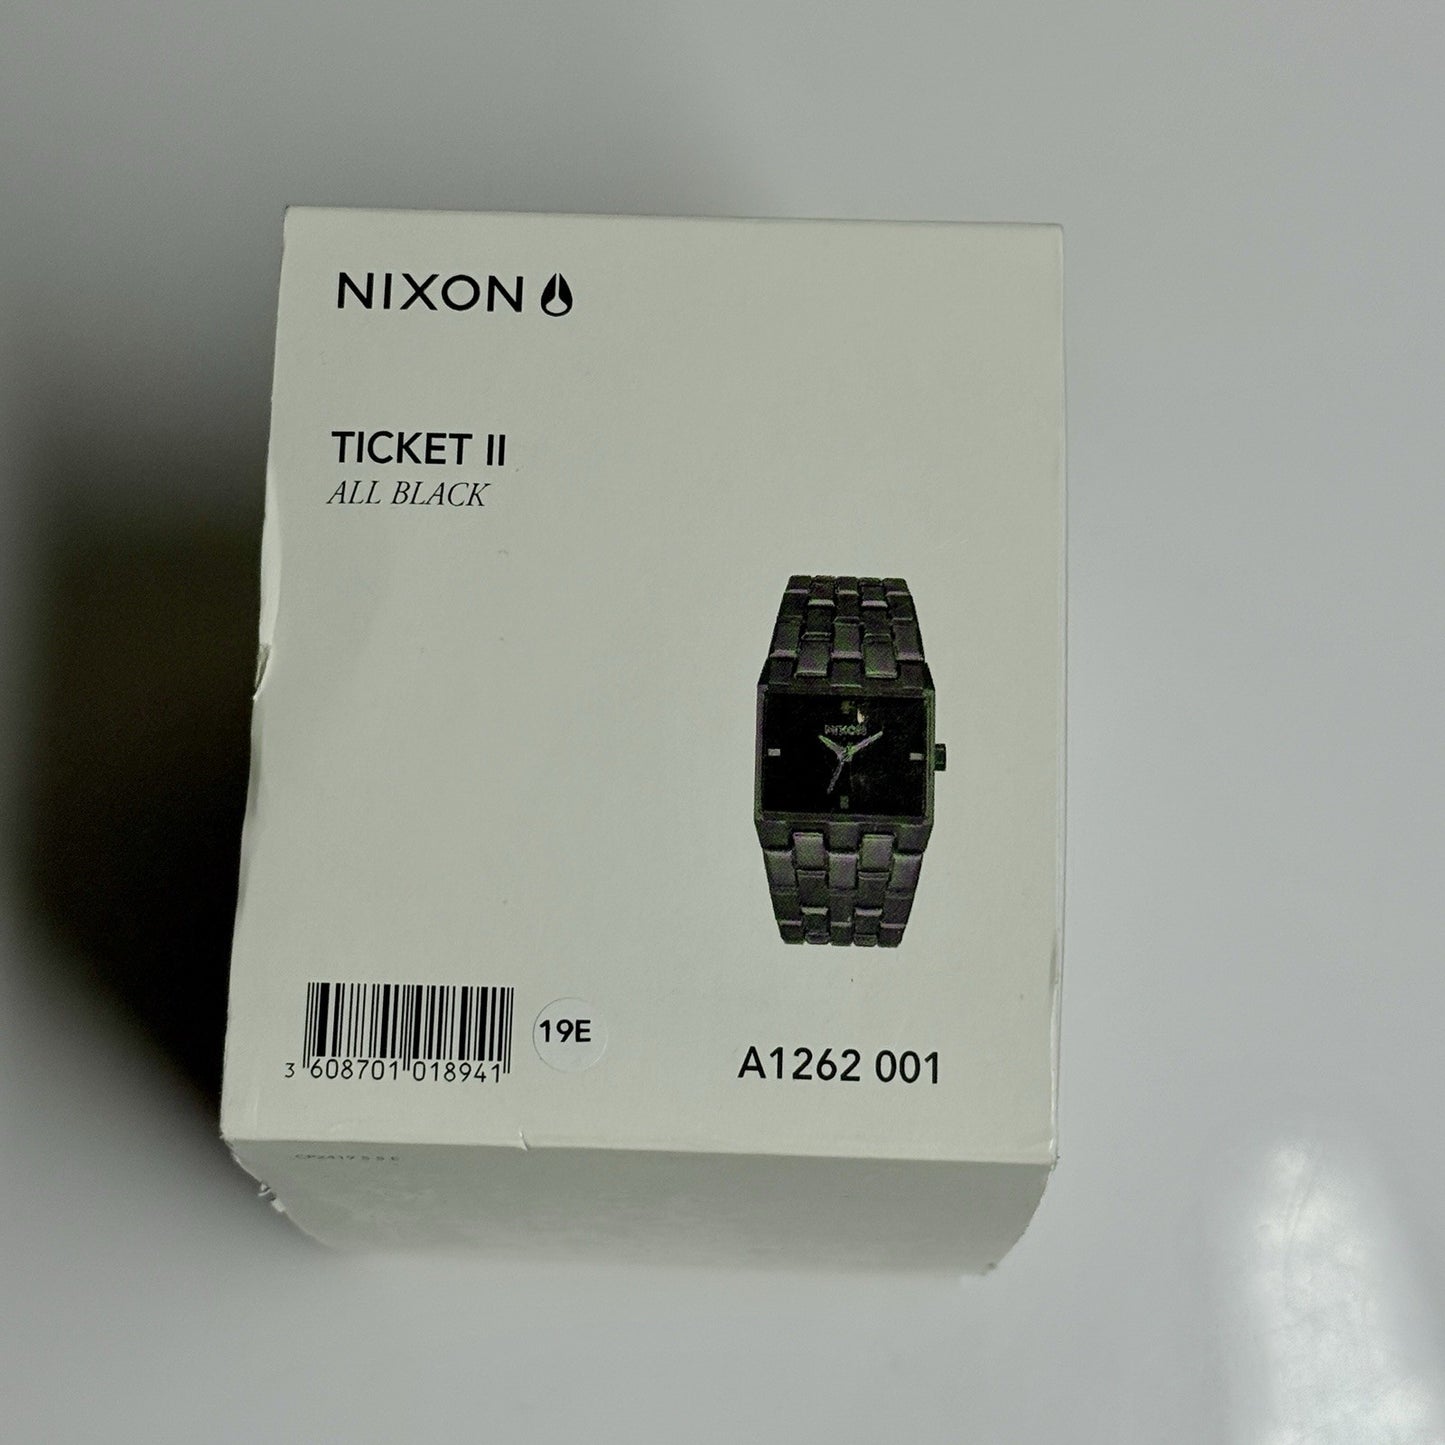 NIXON
TICKET II
ALL BLACK
NIXON
3 608701 018941
19E
A1262 001